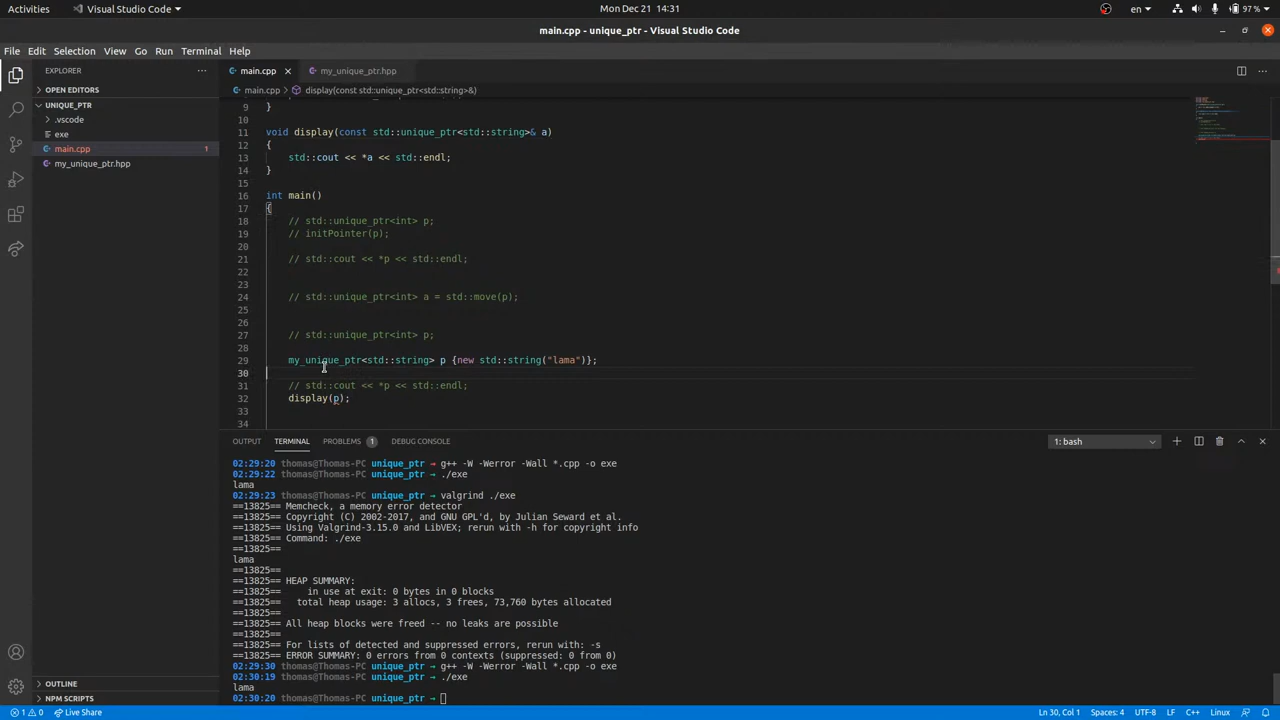 Activities
Visual Studio Code
Mon Dec 21 14:31
en
97 %
main.cpp - unique_ptr - Visual Studio Code
File Edit Selection View Go Run Terminal Help
EXPLORER
main.cpp
my_unique_ptr.hpp
OPEN EDITORS
main.cpp > display(const std::unique_ptr<std::string>&)
UNIQUE_PTR
.vscode
exe
main.cpp 1
my_unique_ptr.hpp
9 }
10
11 void display(const std::unique_ptr<std::string>& a)
12 {
13 std::cout << *a << std::endl;
14 }
15
16 int main()
17 {
18 // std::unique_ptr<int> p;
19 // initPointer(p);
20
21 // std::cout << *p << std::endl;
22
23
24 // std::unique_ptr<int> a = std::move(p);
25
26
27 // std::unique_ptr<int> p;
28
29 my_unique_ptr<std::string> p {new std::string("lama")};
30
31 // std::cout << *p << std::endl;
32 display(p);
33
34
OUTPUT TERMINAL PROBLEMS 1 DEBUG CONSOLE
1: bash
02:29:20 thomas@Thomas-PC unique_ptr → g++ -W -Werror -Wall *.cpp -o exe
02:29:22 thomas@Thomas-PC unique_ptr → ./exe
lama
02:29:23 thomas@Thomas-PC unique_ptr → valgrind ./exe
==13825== Memcheck, a memory error detector
==13825== Copyright (C) 2002-2017, and GNU GPL'd, by Julian Seward et al.
==13825== Using Valgrind-3.15.0 and LibVEX; rerun with -h for copyright info
==13825== Command: ./exe
==13825==
lama
==13825==
==13825== HEAP SUMMARY:
==13825== in use at exit: 0 bytes in 0 blocks
==13825== total heap usage: 3 allocs, 3 frees, 73,760 bytes allocated
==13825==
==13825== All heap blocks were freed -- no leaks are possible
==13825==
==13825== For lists of detected and suppressed errors, rerun with: -s
==13825== ERROR SUMMARY: 0 errors from 0 contexts (suppressed: 0 from 0)
02:29:30 thomas@Thomas-PC unique_ptr → g++ -W -Werror -Wall *.cpp -o exe
02:30:19 thomas@Thomas-PC unique_ptr → ./exe
lama
02:30:20 thomas@Thomas-PC unique_ptr →
OUTLINE
NPM SCRIPTS
1 0 Live Share
Ln 30, Col 1 Spaces: 4 UTF-8 LF C++ Linux